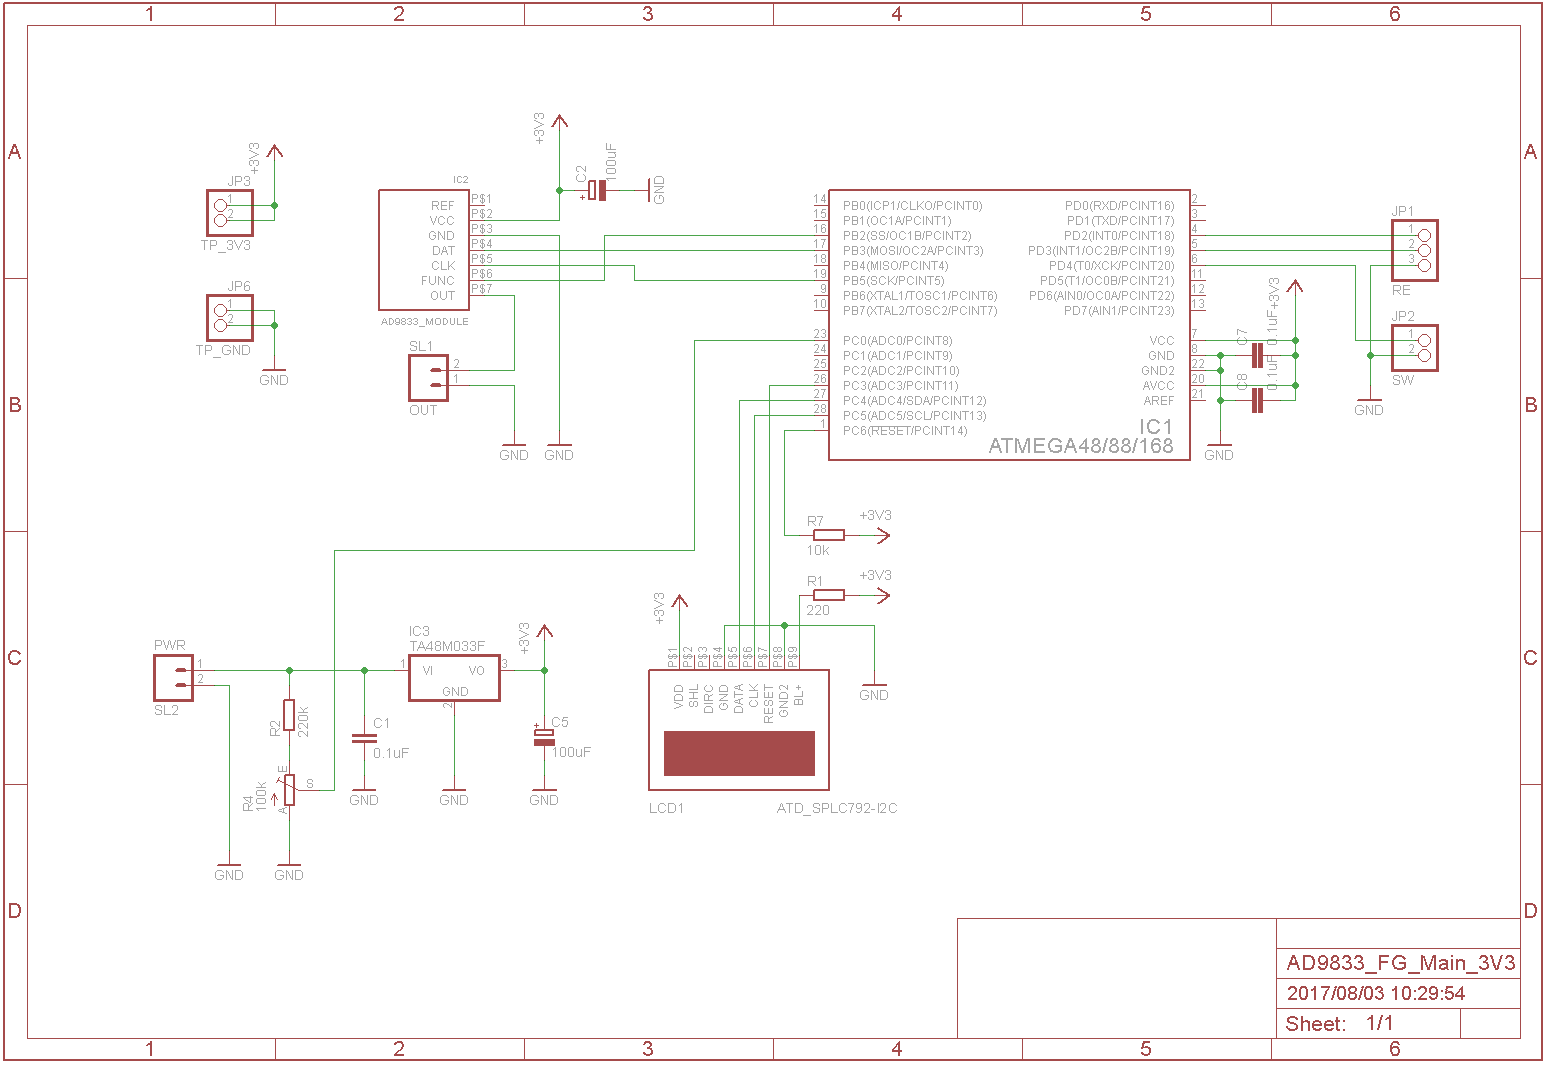 1 2 3 4 5 6
A A
B B
C C
D D
1 2 3 4 5 6
JP3
+3V3
1
2
TP_3V3
JP6
1
2
TP_GND
GND
IC2
REF P$1
VCC P$2
GND P$3
DAT P$4
CLK P$5
FUNC P$6
OUT P$7
AD9833_MODULE
SL1
2
1
OUT
GND
GND
+3V3
C2
100uF
+
GND
14 PB0(ICP1/CLKO/PCINT0)
15 PB1(OC1A/PCINT1)
16 PB2(SS/OC1B/PCINT2)
17 PB3(MOSI/OC2A/PCINT3)
18 PB4(MISO/PCINT4)
19 PB5(SCK/PCINT5)
9 PB6(XTAL1/TOSC1/PCINT6)
10 PB7(XTAL2/TOSC2/PCINT7)
23 PC0(ADC0/PCINT8)
24 PC1(ADC1/PCINT9)
25 PC2(ADC2/PCINT10)
26 PC3(ADC3/PCINT11)
27 PC4(ADC4/SDA/PCINT12)
28 PC5(ADC5/SCL/PCINT13)
1 PC6(RESET/PCINT14)
PD0(RXD/PCINT16) 2
PD1(TXD/PCINT17) 3
PD2(INT0/PCINT18) 4
PD3(INT1/OC2B/PCINT19) 5
PD4(T0/XCK/PCINT20) 6
PD5(T1/OC0B/PCINT21) 11
PD6(AIN0/OC0A/PCINT22) 12
PD7(AIN1/PCINT23) 13
VCC 7
GND 8
GND2 22
AVCC 20
AREF 21
IC1
ATMEGA48/88/168
+3V3
C7
0.1uF
C8
0.1uF
GND
JP1
1
2
3
RE
JP2
1
2
SW
GND
R7
10k
+3V3
R1
220
+3V3
PWR
1
2
SL2
GND
R2
220k
R4
100k
E
A
S
GND
C1
0.1uF
GND
IC3
TA48M033F
1 VI VO 3
GND
2
GND
+3V3
C5
+
100uF
GND
+3V3
P$1 P$2 P$3 P$4 P$5 P$6 P$7 P$8 P$9
VDD SHL DIRC GND DATA CLK RESET GND2 BL+
GND
LCD1
ATD_SPLC792-I2C
AD9833_FG_Main_3V3
2017/08/03 10:29:54
Sheet: 1/1